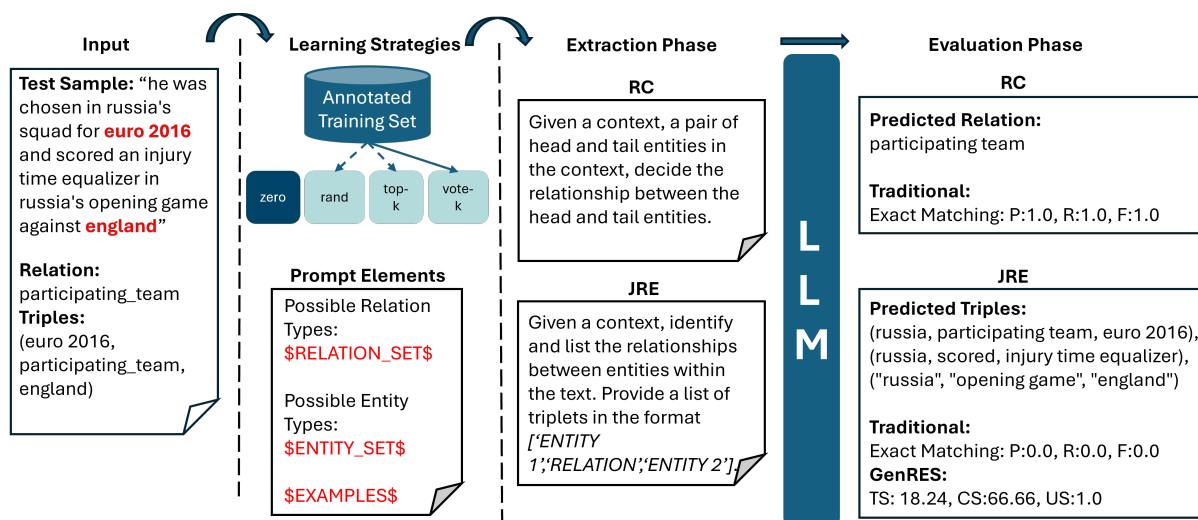 Input
Test Sample: “he was
chosen in russia's
squad for euro 2016
and scored an injury
time equalizer in
russia's opening game
against england”
Relation:
participating_team
Triples:
(euro 2016,
participating_team,
england)
Learning Strategies
Annotated
Training Set
zero
rand
top-
k
vote-
k
Prompt Elements
Possible Relation
Types:
$RELATION_SET$
Possible Entity
Types:
$ENTITY_SET$
$EXAMPLES$
Extraction Phase
RC
Given a context, a pair of
head and tail entities in
the context, decide the
relationship between the
head and tail entities.
JRE
Given a context, identify
and list the relationships
between entities within
the text. Provide a list of
triplets in the format
[‘ENTITY
1’,‘RELATION’,‘ENTITY 2’].
L
L
M
Evaluation Phase
RC
Predicted Relation:
participating team
Traditional:
Exact Matching: P:1.0, R:1.0, F:1.0
JRE
Predicted Triples:
(russia, participating team, euro 2016),
(russia, scored, injury time equalizer),
("russia", "opening game", "england")
Traditional:
Exact Matching: P:0.0, R:0.0, F:0.0
GenRES:
TS: 18.24, CS:66.66, US:1.0